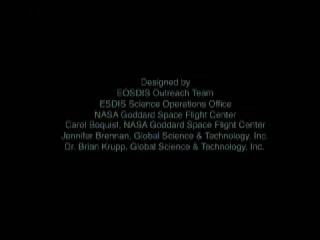 Designed by
EOSDIS Outreach Team
ESDIS Science Operations Office
NASA Goddard Space Flight Center
Carol Boquist, NASA Goddard Space Flight Center
Jennifer Brennan, Global Science & Technology, Inc.
Dr. Brian Krupp, Global Science & Technology, Inc.